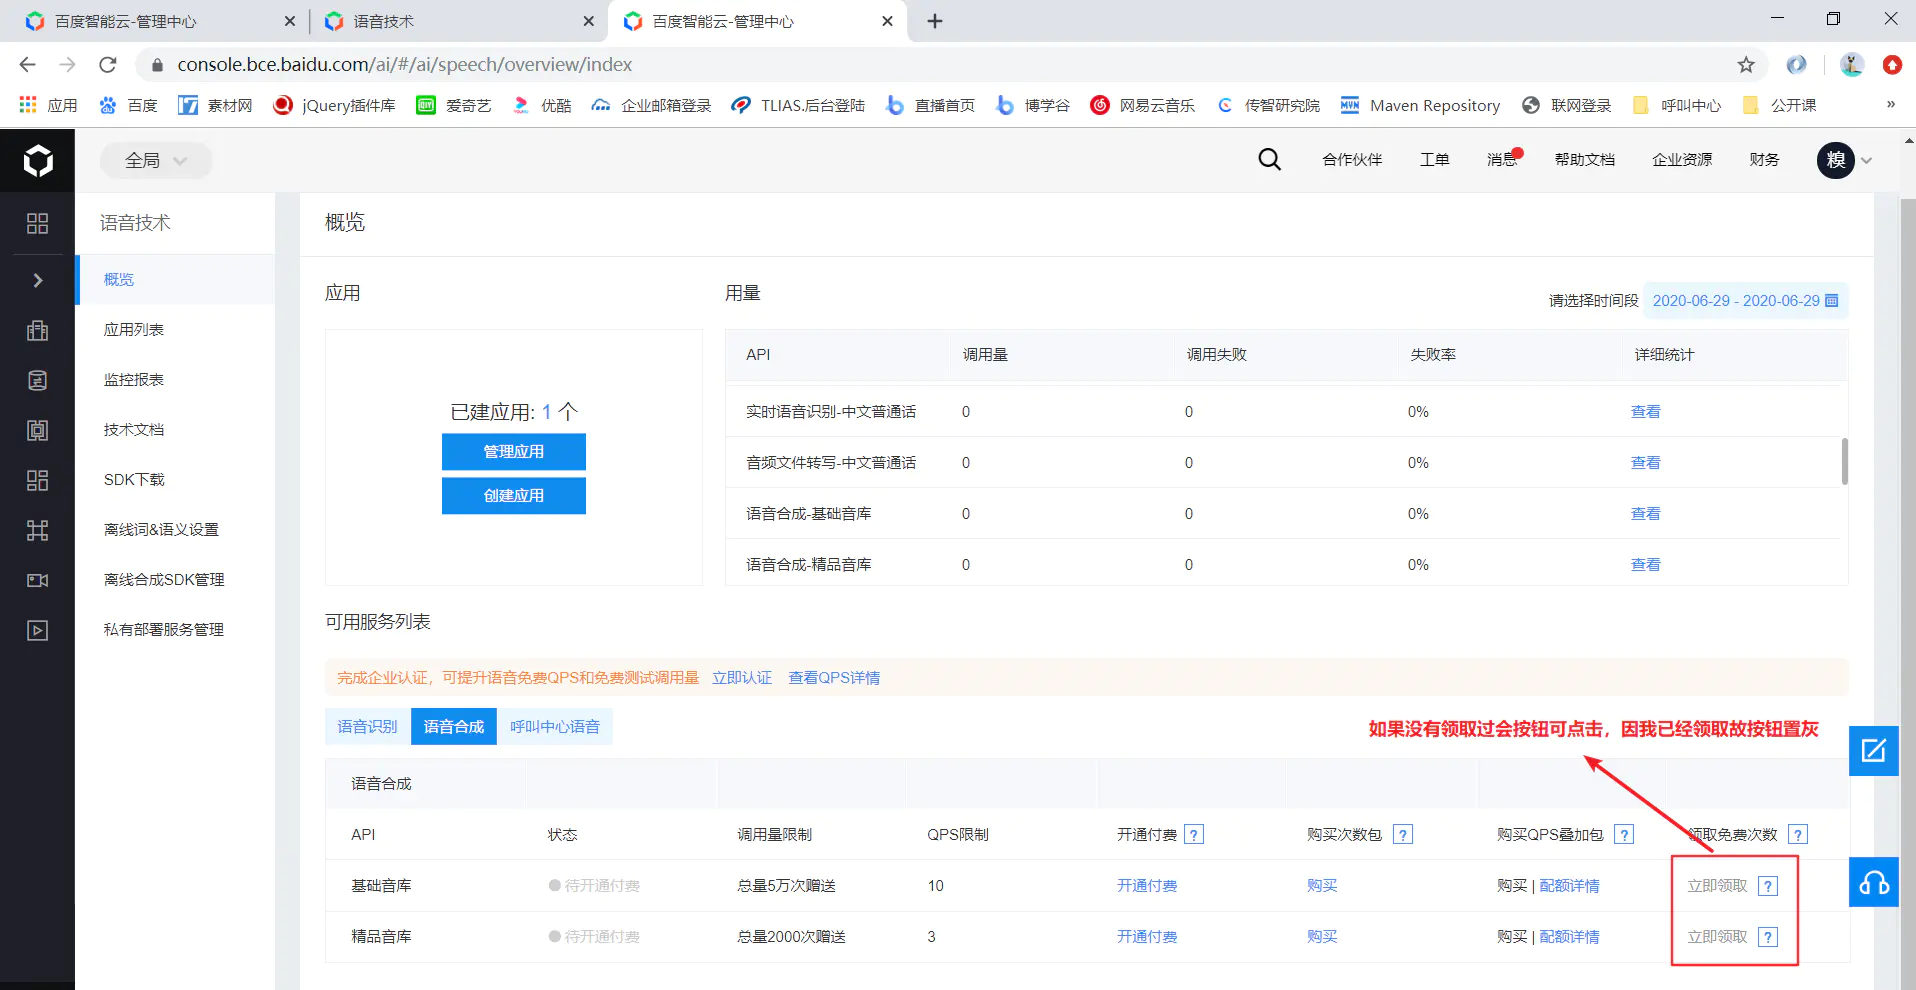 百度智能云-管理中心
语音技术
百度智能云-管理中心
console.bce.baidu.com/ai/#/ai/speech/overview/index
应用 百度 素材网 jQuery插件库 爱奇艺 优酷 企业邮箱登录 TLIAS.后台登陆 直播首页 博学谷 网易云音乐 传智研究院 Maven Repository 联网登录 呼叫中心 公开课 »
全局 合作伙伴 工单 消息 帮助文档 企业资源 财务 糗
语音技术
概览
应用列表
监控报表
技术文档
SDK下载
离线词&语义设置
离线合成SDK管理
私有部署服务管理
概览
应用
已建应用: 1 个
管理应用
创建应用
用量
请选择时间段 2020-06-29 - 2020-06-29
API 调用量 调用失败 失败率 详细统计
实时语音识别-中文普通话 0 0 0% 查看
音频文件转写-中文普通话 0 0 0% 查看
语音合成-基础音库 0 0 0% 查看
语音合成-精品音库 0 0 0% 查看
可用服务列表
完成企业认证，可提升语音免费QPS和免费测试调用量 立即认证 查看QPS详情
语音识别 语音合成 呼叫中心语音
如果没有领取过会按钮可点击，因我已经领取故按钮置灰
语音合成
API 状态 调用量限制 QPS限制 开通付费 ? 购买次数包 ? 购买QPS叠加包 ? 领取免费次数 ?
基础音库 待开通付费 总量5万次赠送 10 开通付费 购买 购买 | 配额详情 立即领取 ?
精品音库 待开通付费 总量2000次赠送 3 开通付费 购买 购买 | 配额详情 立即领取 ?